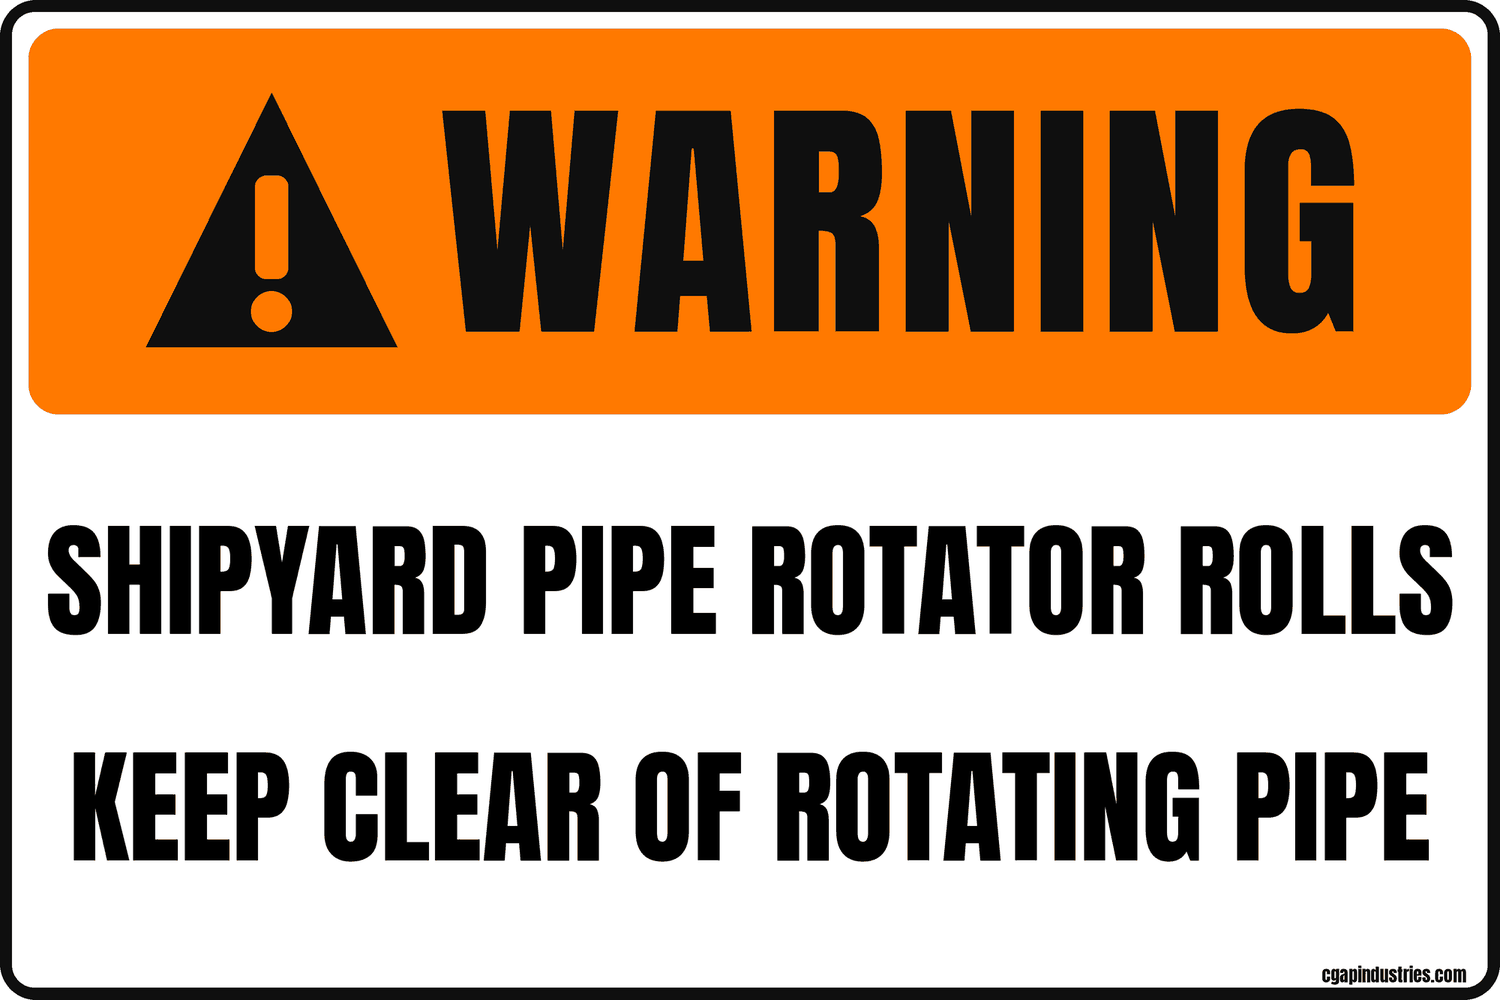 WARNING
SHIPYARD PIPE ROTATOR ROLLS
KEEP CLEAR OF ROTATING PIPE
cgapindustries.com